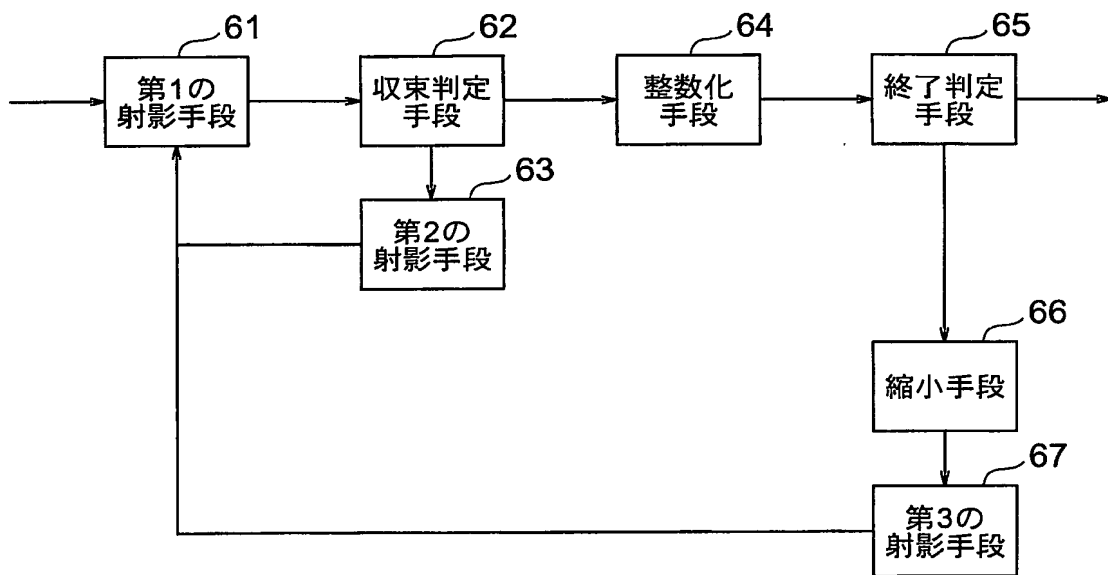 61
第1の
射影手段
62
収束判定
手段
64
整数化
手段
65
終了判定
手段
63
第2の
射影手段
66
縮小手段
67
第3の
射影手段